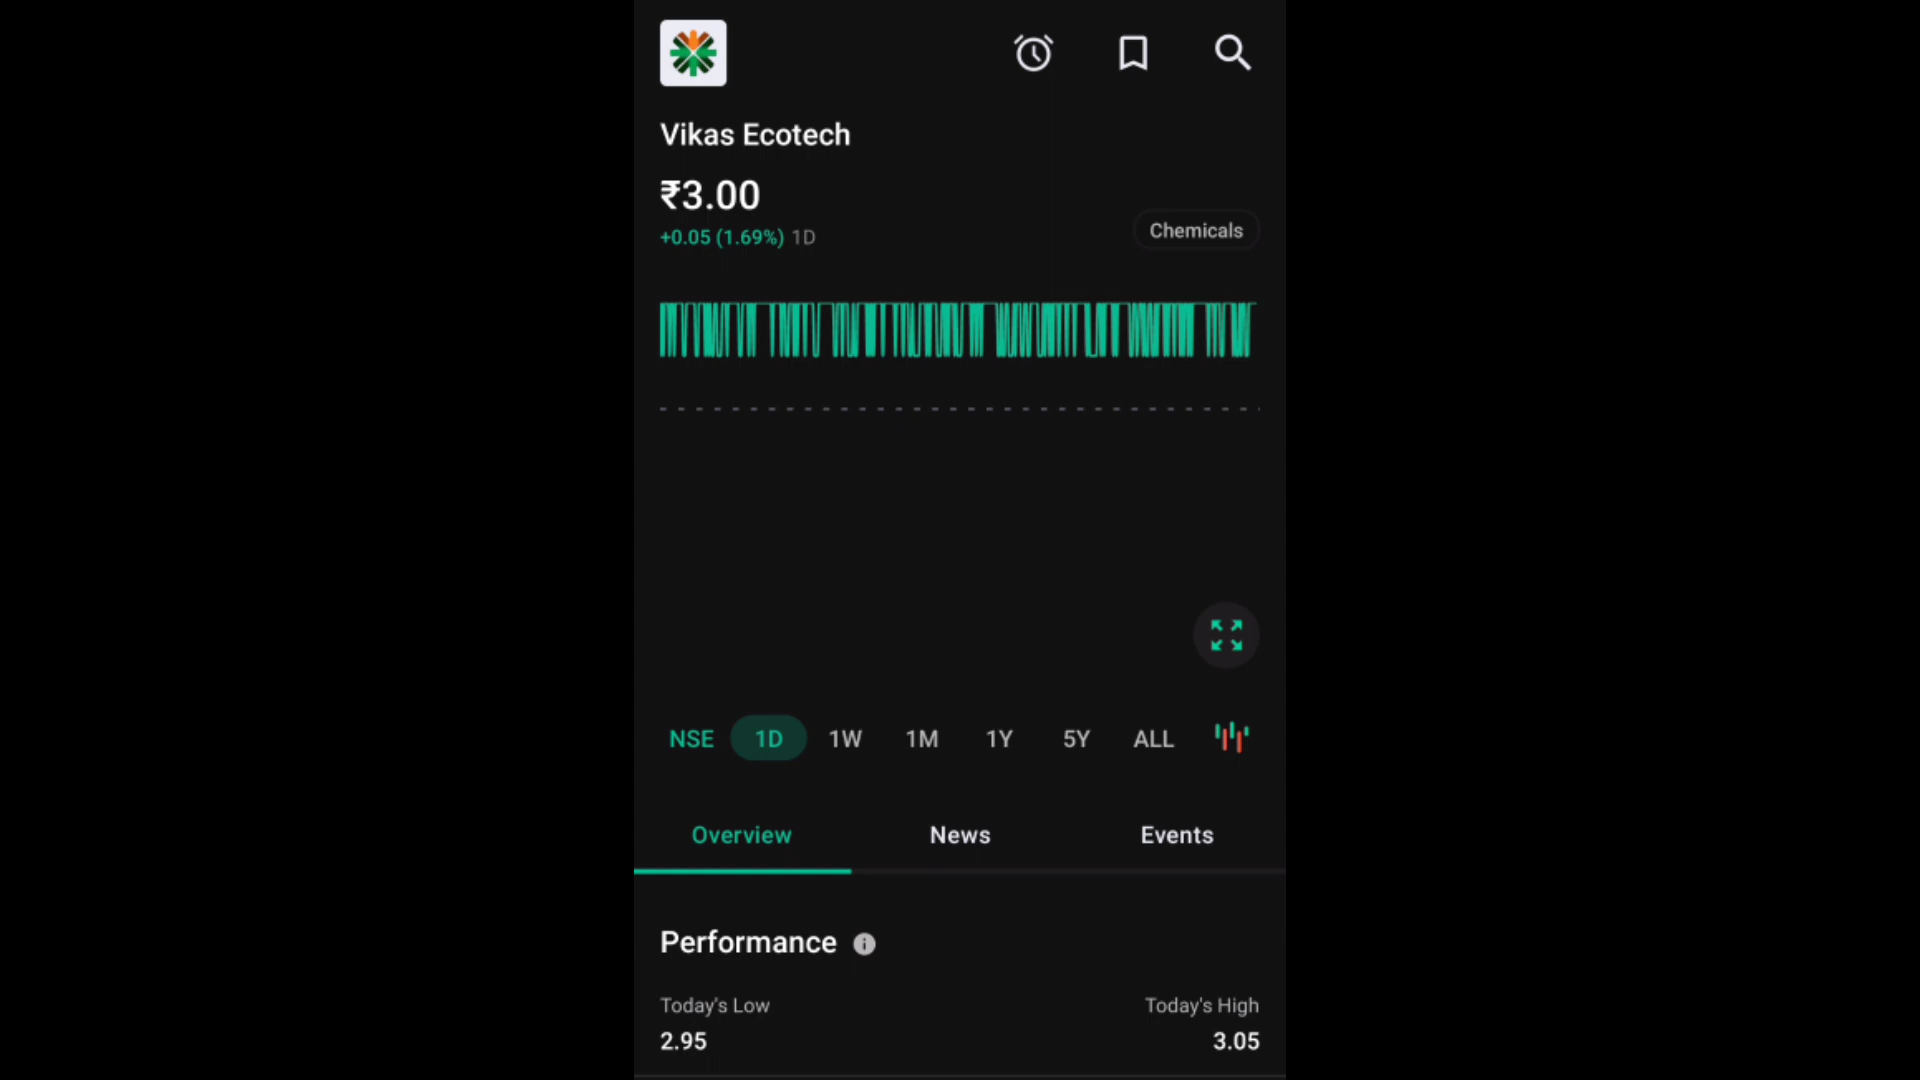 Vikas Ecotech
₹3.00
+0.05 (1.69%) 1D
Chemicals
NSE 1D 1W 1M 1Y 5Y ALL
Overview News Events
Performance
Today's Low Today's High
2.95 3.05